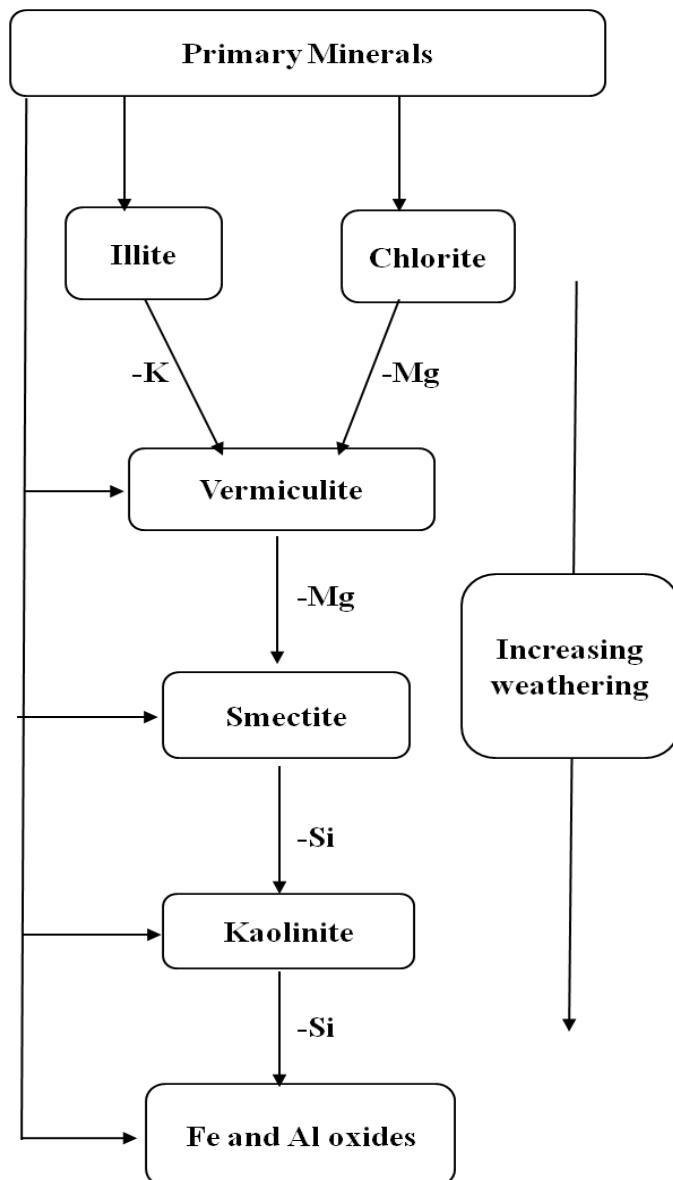 Primary Minerals
Illite
Chlorite
-K
-Mg
Vermiculite
-Mg
Increasing
weathering
Smectite
-Si
Kaolinite
-Si
Fe and Al oxides